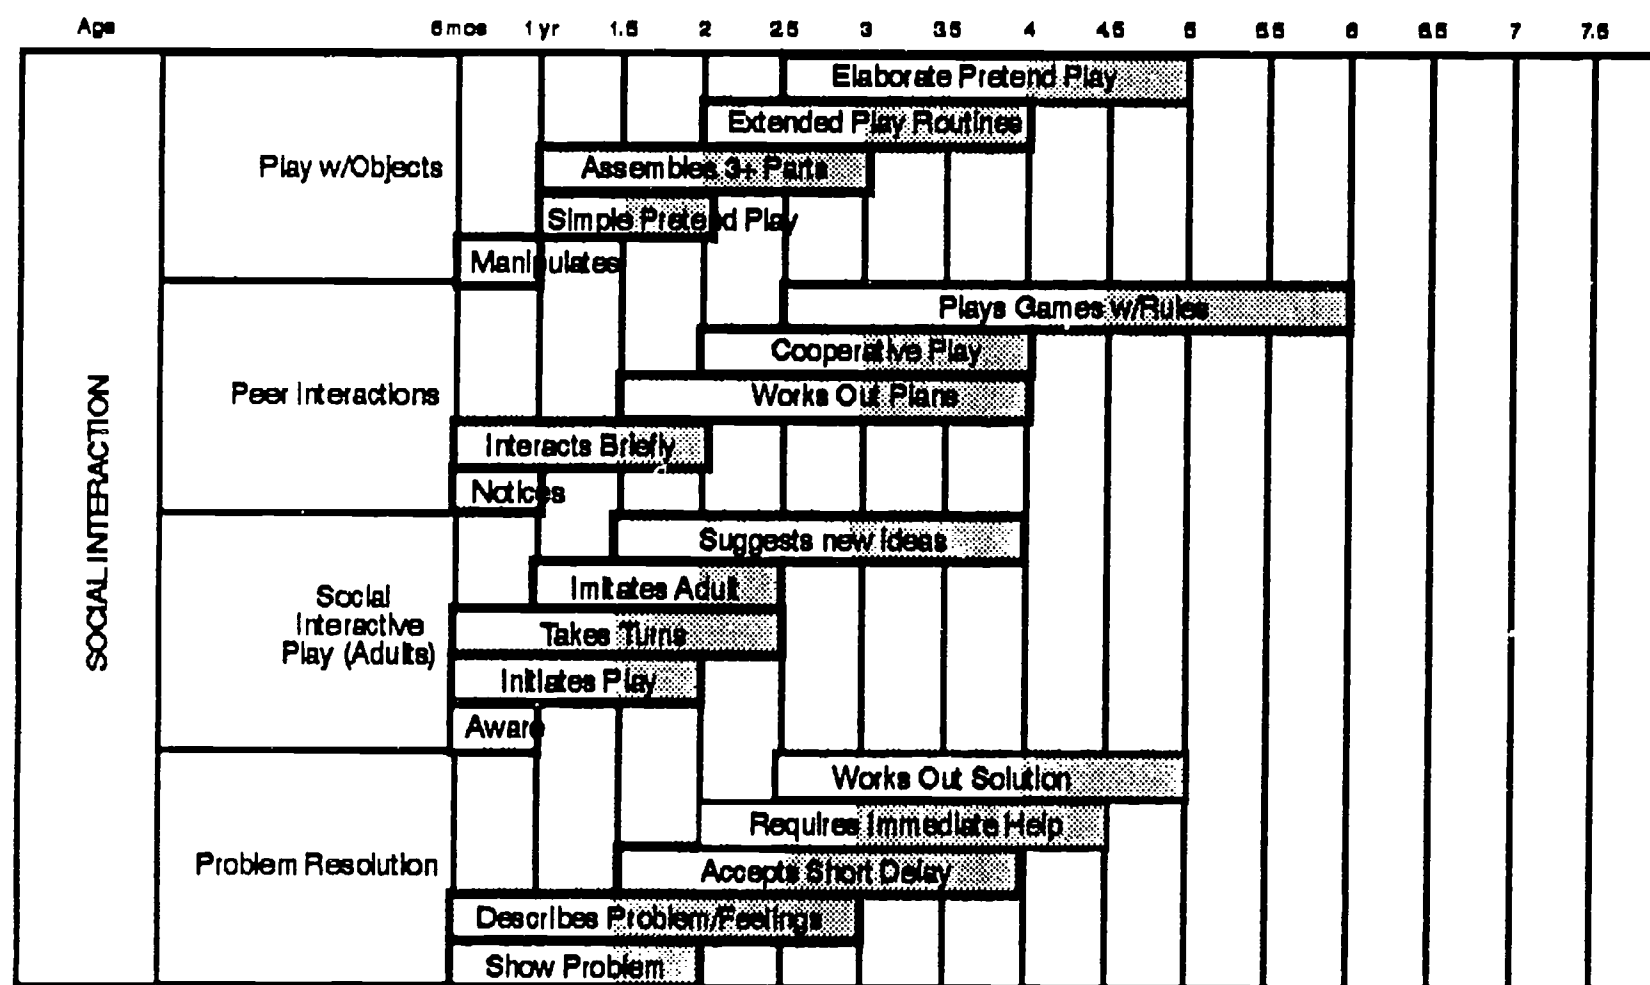 Age 6 mos 1 yr 1.5 2 2.5 3 3.5 4 4.5 5 5.5 6 6.5 7 7.5
SOCIAL INTERACTION
Play w/Objects
Elaborate Pretend Play
Extended Play Routines
Assembles 3+ Parts
Simple Pretend Play
Manipulates
Peer Interactions
Plays Games w/Rules
Cooperative Play
Works Out Plans
Interacts Briefly
Notices
Social
Interactive
Play (Adults)
Suggests new Ideas
Imitates Adult
Takes Turns
Initiates Play
Aware
Problem Resolution
Works Out Solution
Requires Immediate Help
Accepts Short Delay
Describes Problem/Feelings
Show Problem